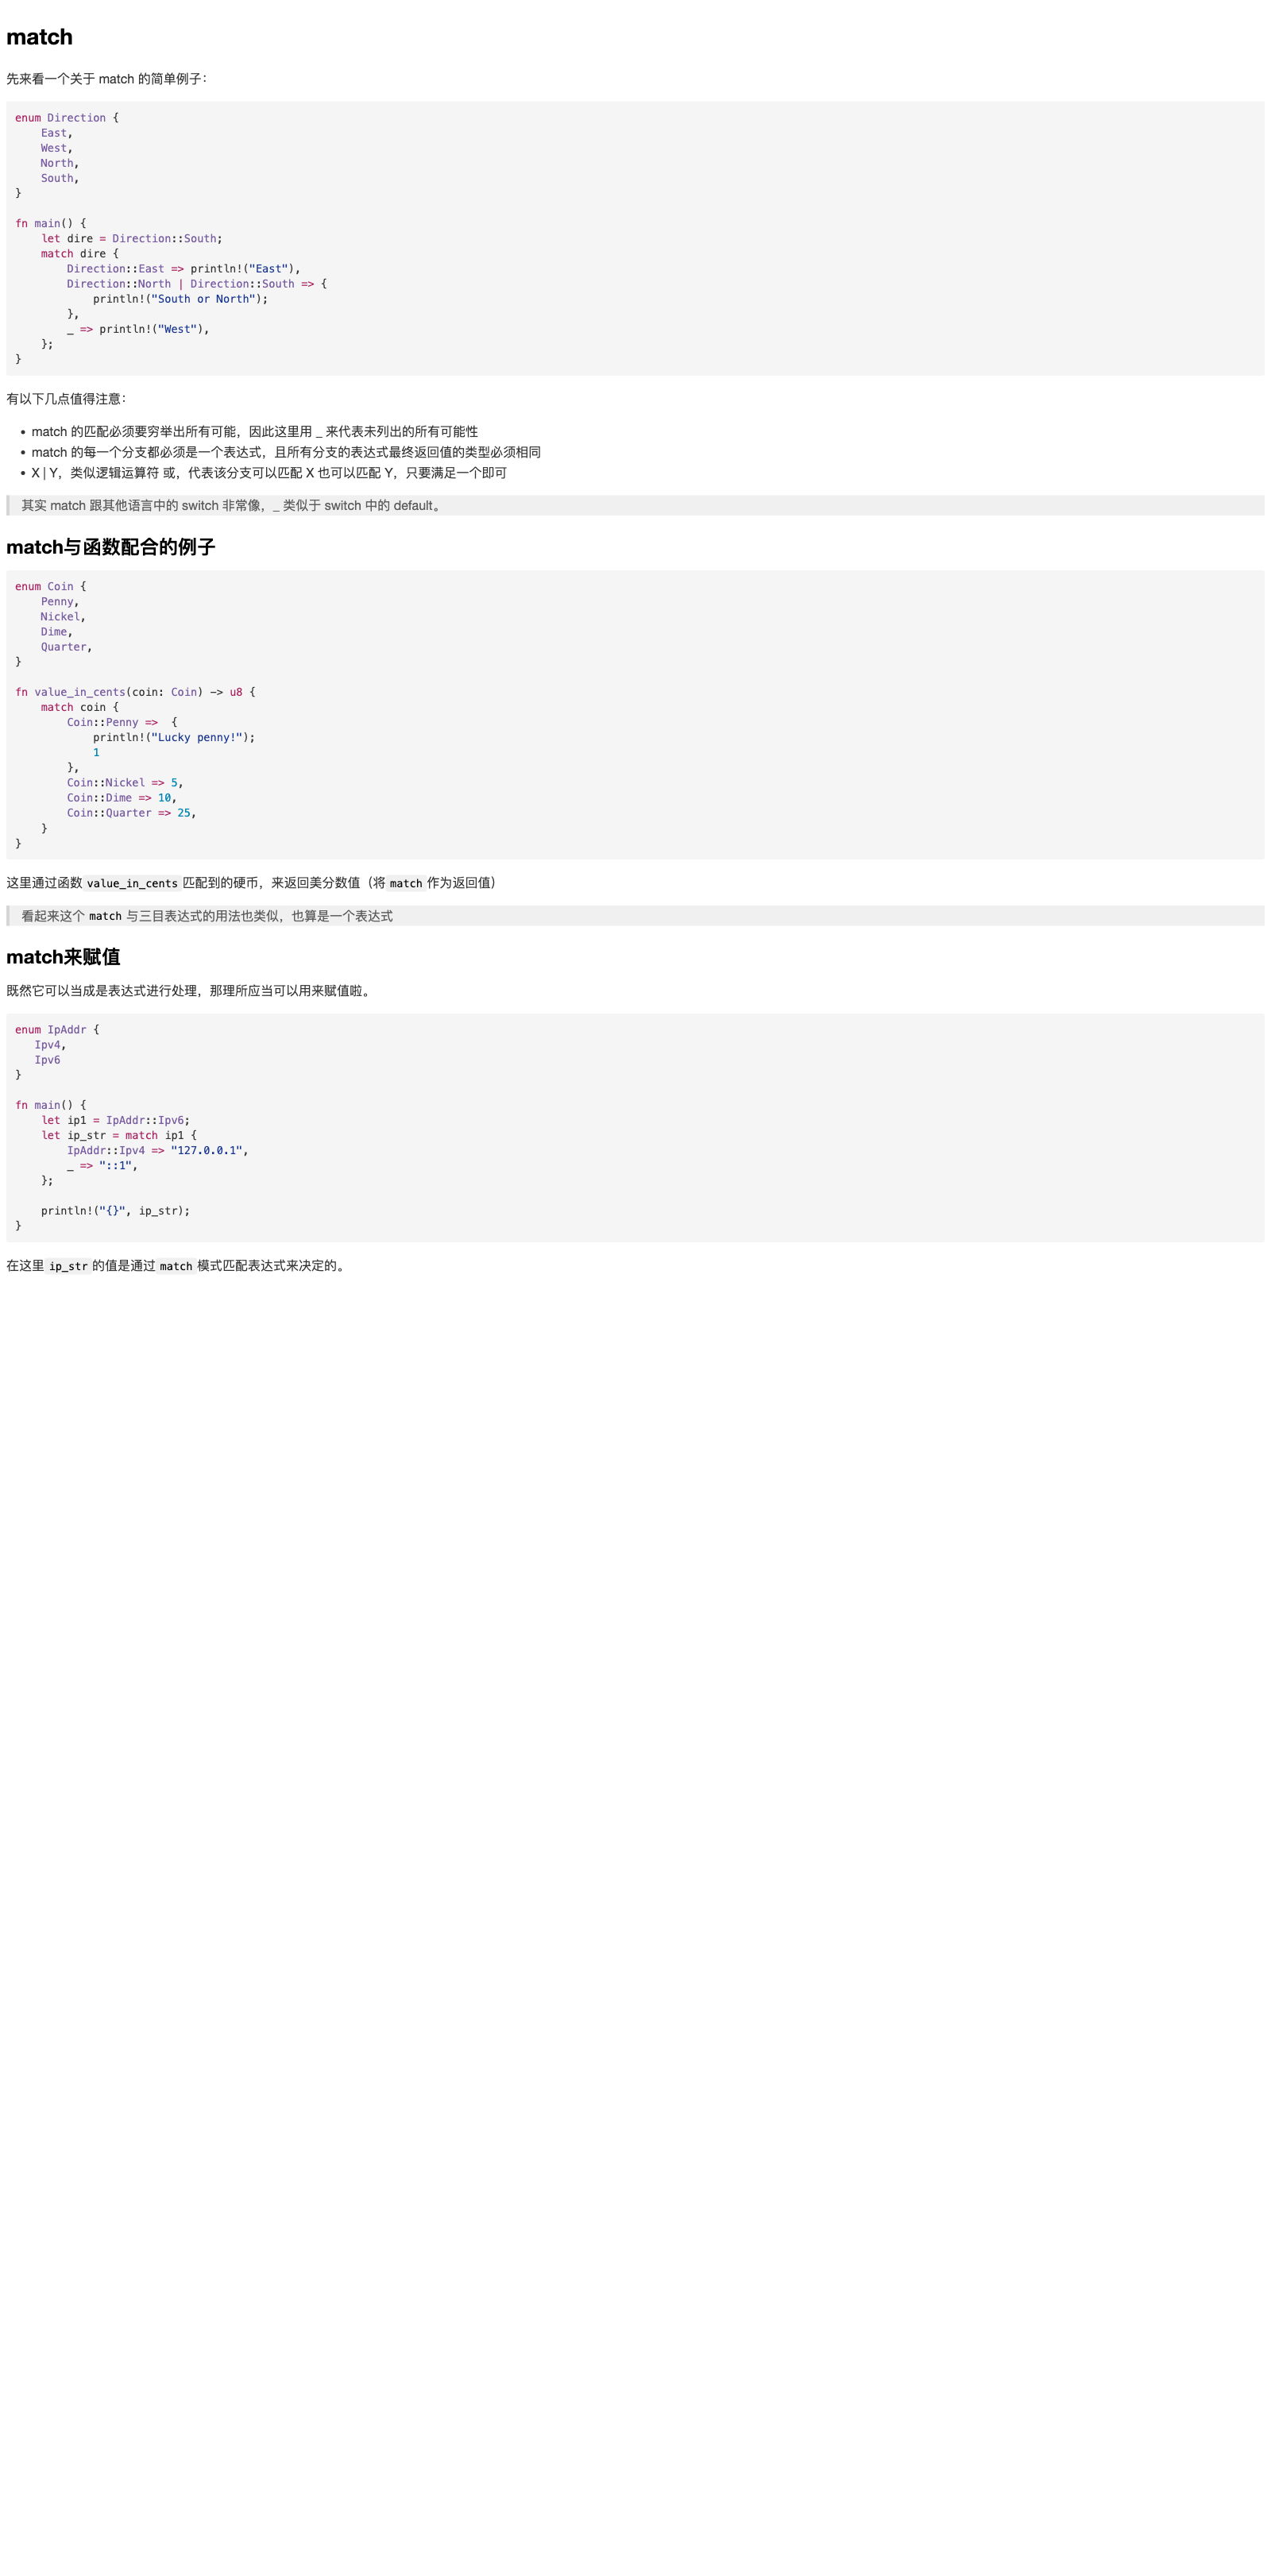 match
先来看一个关于 match 的简单例子：
enum Direction {
    East,
    West,
    North,
    South,
}
fn main() {
    let dire = Direction::South;
    match dire {
        Direction::East => println!("East"),
        Direction::North | Direction::South => {
            println!("South or North");
        },
        _ => println!("West"),
    };
}
有以下几点值得注意：
• match 的匹配必须要穷举出所有可能，因此这里用 _ 来代表未列出的所有可能性
• match 的每一个分支都必须是一个表达式，且所有分支的表达式最终返回值的类型必须相同
• X | Y，类似逻辑运算符 或，代表该分支可以匹配 X 也可以匹配 Y，只要满足一个即可
其实 match 跟其他语言中的 switch 非常像，_ 类似于 switch 中的 default。
match与函数配合的例子
enum Coin {
    Penny,
    Nickel,
    Dime,
    Quarter,
}
fn value_in_cents(coin: Coin) -> u8 {
    match coin {
        Coin::Penny =>  {
            println!("Lucky penny!");
            1
        },
        Coin::Nickel => 5,
        Coin::Dime => 10,
        Coin::Quarter => 25,
    }
}
这里通过函数 value_in_cents 匹配到的硬币，来返回美分数值（将 match 作为返回值）
看起来这个 match 与三目表达式的用法也类似，也算是一个表达式
match来赋值
既然它可以当成是表达式进行处理，那理所应当可以用来赋值啦。
enum IpAddr {
   Ipv4,
   Ipv6
}
fn main() {
    let ip1 = IpAddr::Ipv6;
    let ip_str = match ip1 {
        IpAddr::Ipv4 => "127.0.0.1",
        _ => "::1",
    };
    println!("{}", ip_str);
}
在这里 ip_str 的值是通过 match 模式匹配表达式来决定的。